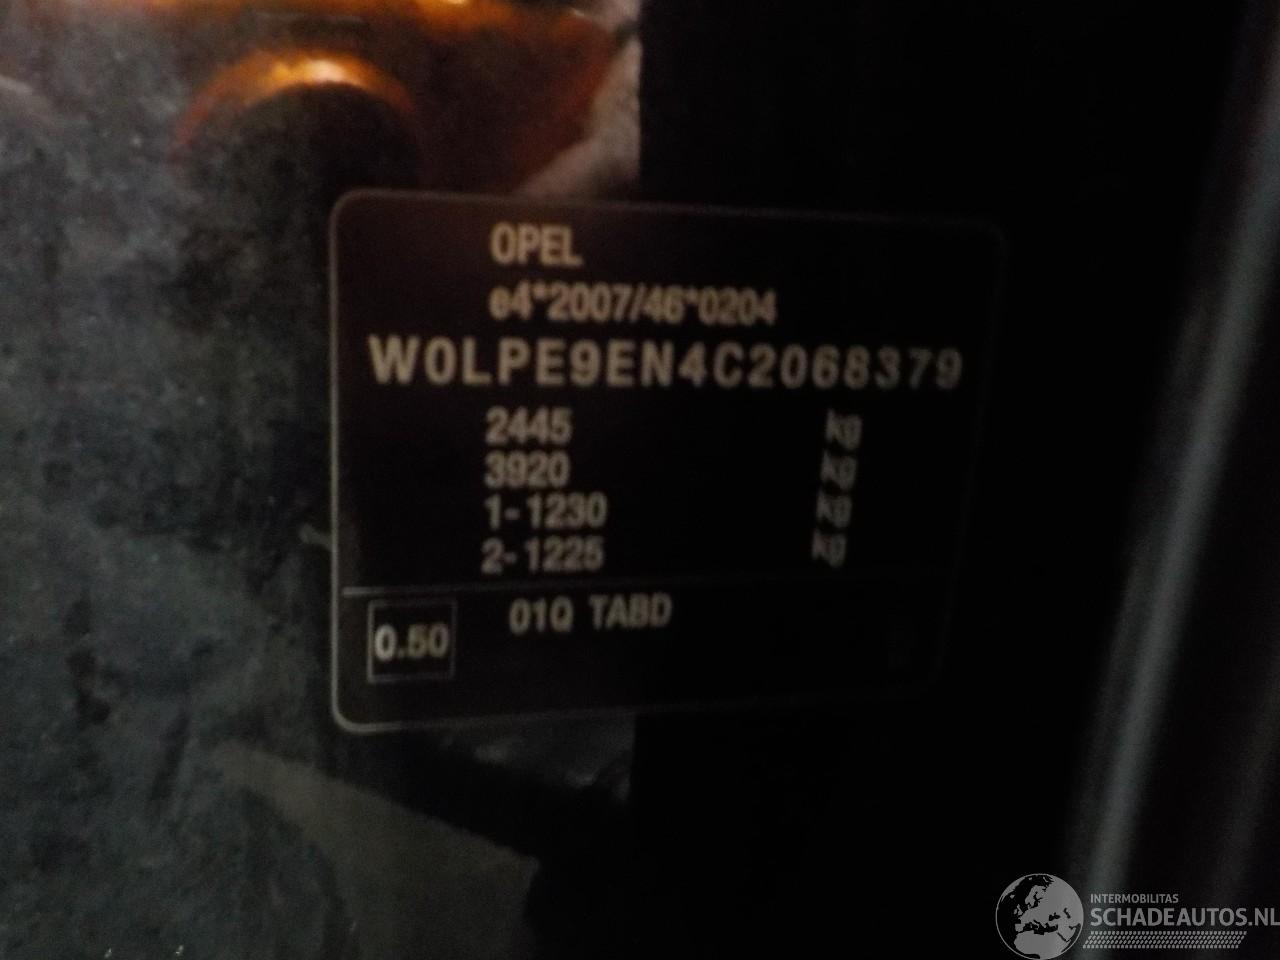 OPEL
e4*2007/46*0204
W0LPE9EN4C2068379
2445 kg
3920 kg
1-1230 kg
2-1225 kg
0.50 01Q TABD
INTERMOBILITAS
SCHADEAUTOS.NL